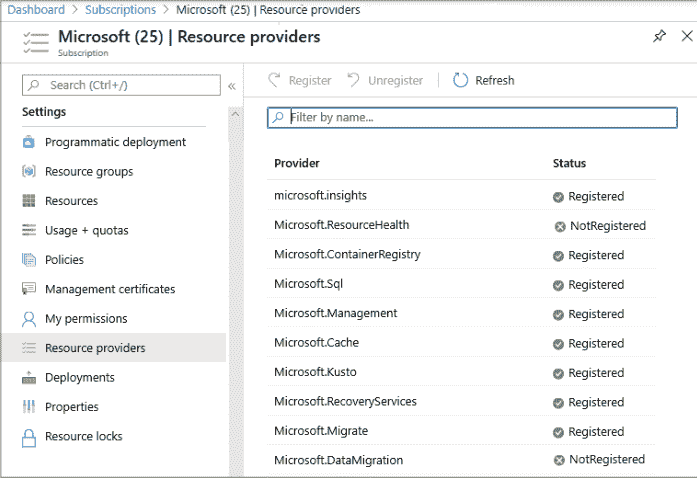 Dashboard > Subscriptions > Microsoft (25) | Resource providers
Microsoft (25) | Resource providers
Subscription
Search (Ctrl+/)
«
Settings
Programmatic deployment
Resource groups
Resources
Usage + quotas
Policies
Management certificates
My permissions
Resource providers
Deployments
Properties
Resource locks
Register Unregister Refresh
Filter by name...
Provider Status
microsoft.insights Registered
Microsoft.ResourceHealth NotRegistered
Microsoft.ContainerRegistry Registered
Microsoft.Sql Registered
Microsoft.Management Registered
Microsoft.Cache Registered
Microsoft.Kusto Registered
Microsoft.RecoveryServices Registered
Microsoft.Migrate Registered
Microsoft.DataMigration NotRegistered